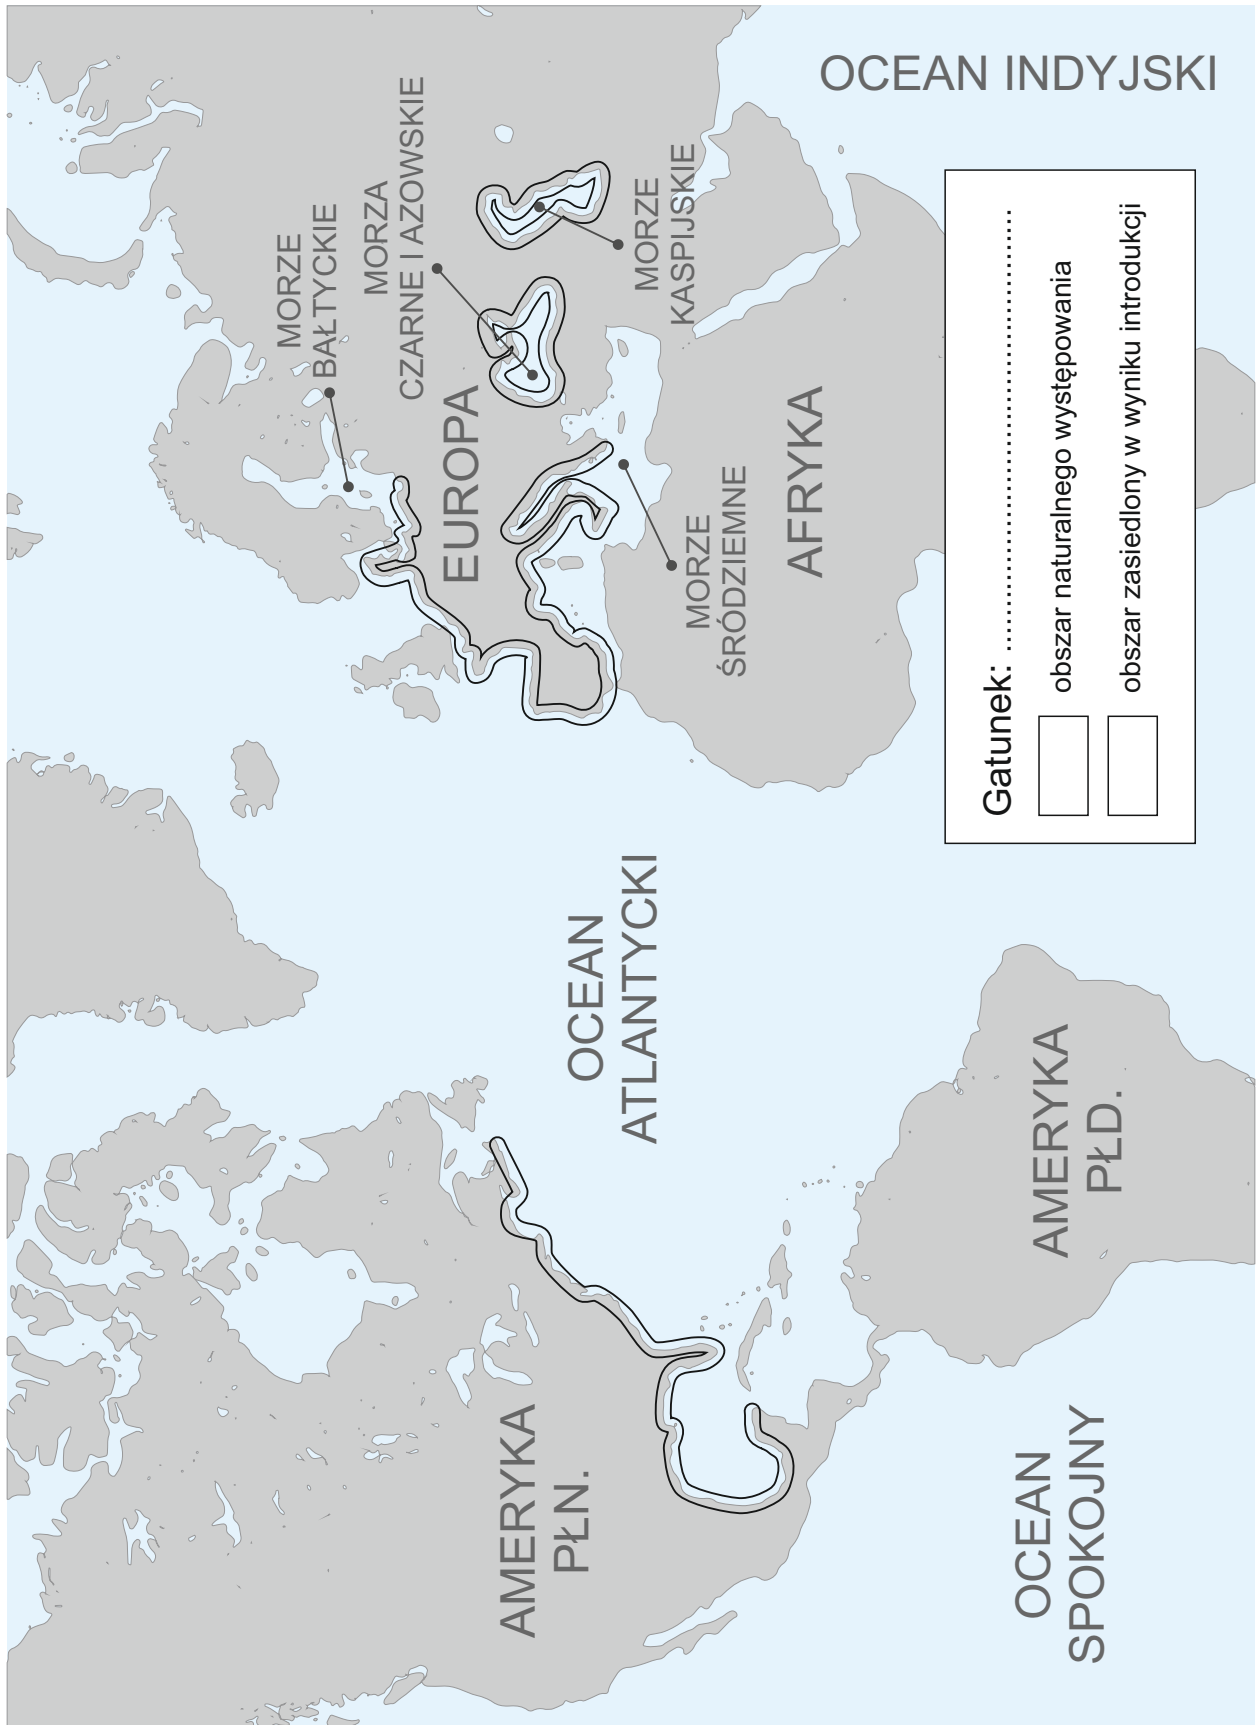 OCEAN INDYJSKI
MORZE
BAŁTYCKIE
MORZA
CZARNE I AZOWSKIE
MORZE
KASPIJSKIE
EUROPA
MORZE
ŚRÓDZIEMNE
AFRYKA
OCEAN
ATLANTYCKI
AMERYKA
PŁN.
AMERYKA
PŁD.
OCEAN
SPOKOJNY
Gatunek: ........................................
obszar naturalnego występowania
obszar zasiedlony w wyniku introdukcji